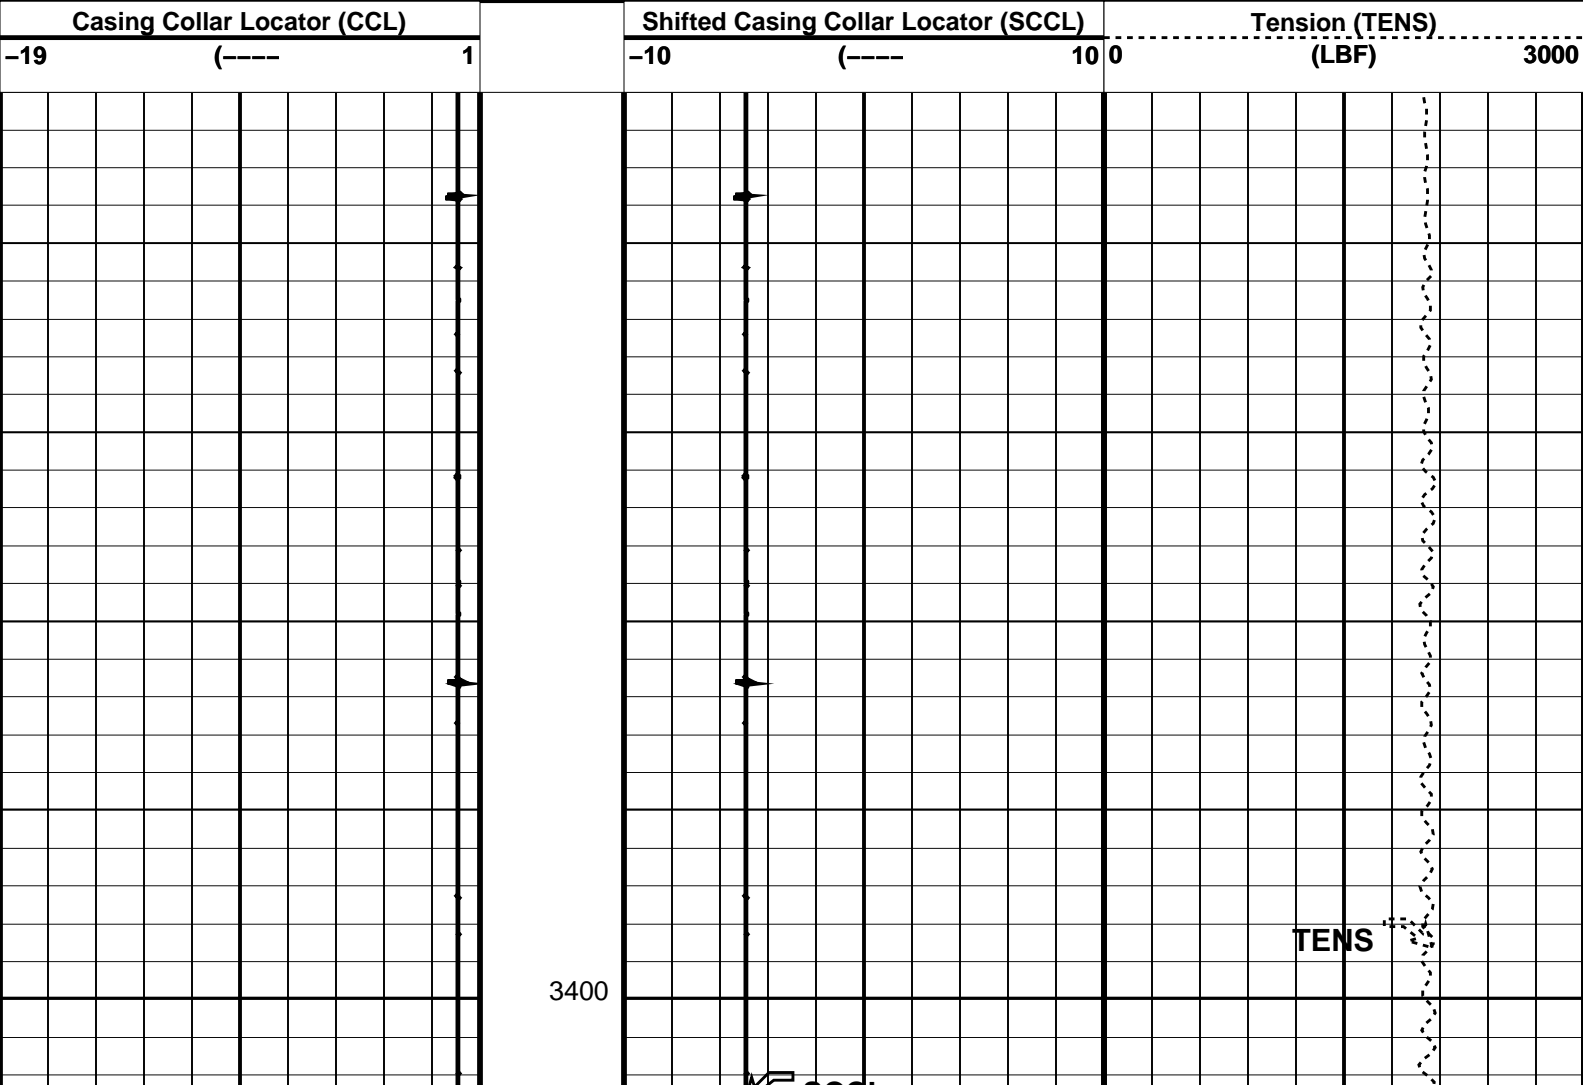 Casing Collar Locator (CCL)
–19 (–––– 1
Shifted Casing Collar Locator (SCCL)
–10 (–––– 10
Tension (TENS)
0 (LBF) 3000
TENS
3400